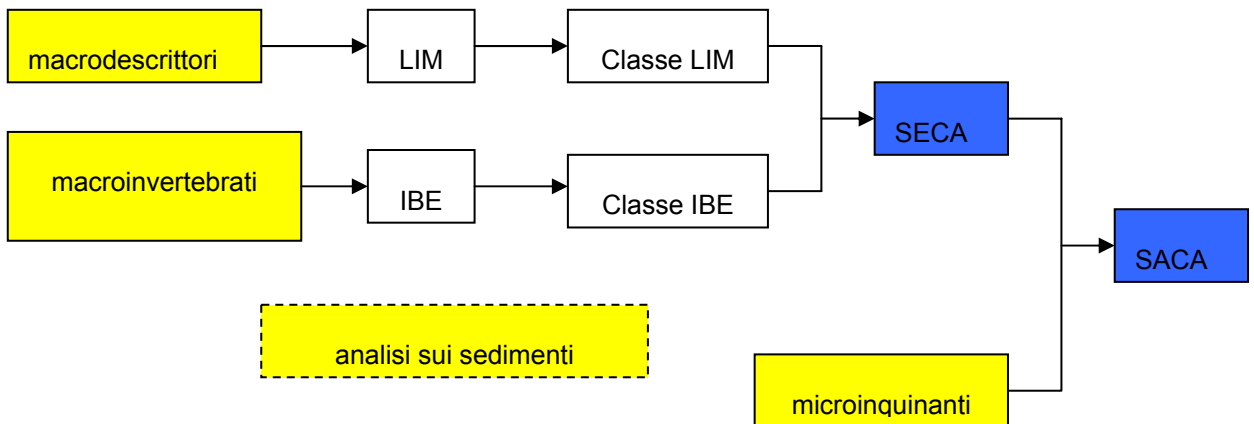 macrodescrittori
LIM
Classe LIM
SECA
macroinvertebrati
IBE
Classe IBE
SACA
analisi sui sedimenti
microinquinanti